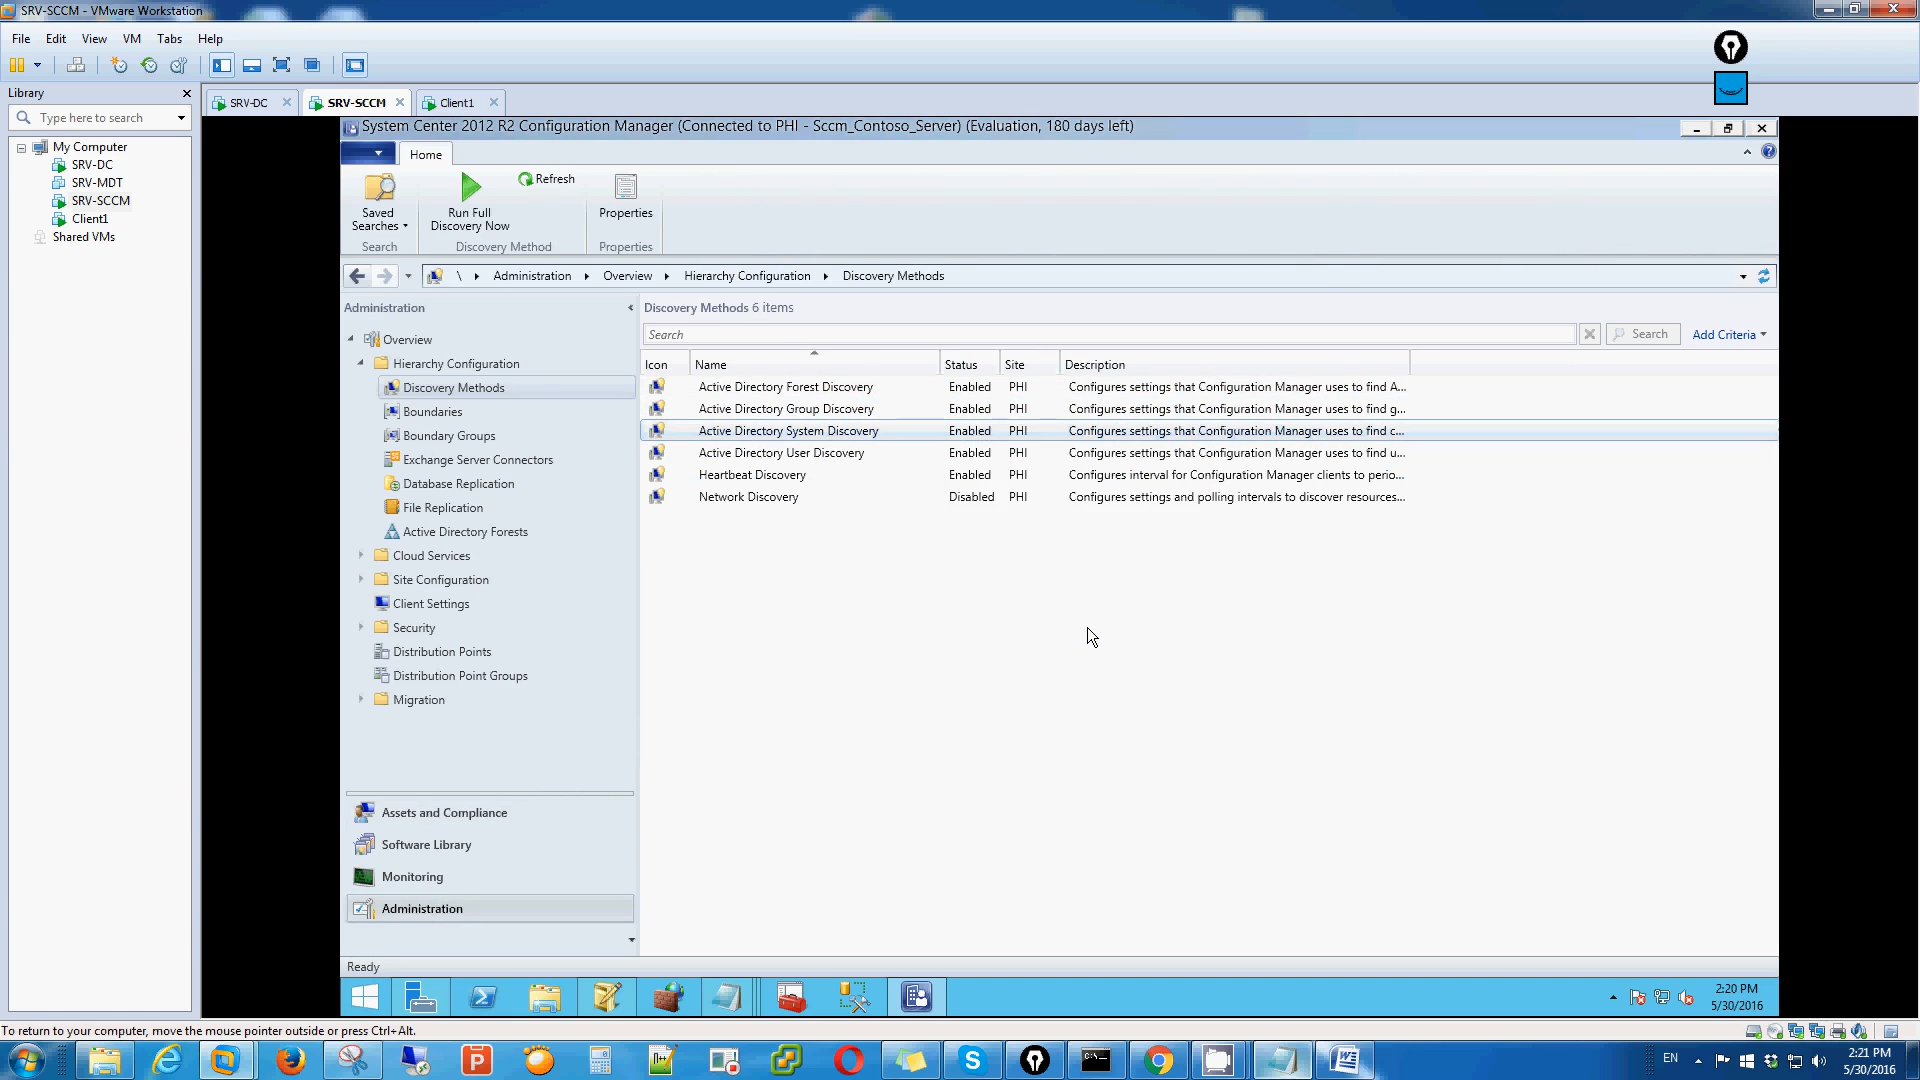 SRV-SCCM - VMware Workstation
File Edit View VM Tabs Help
Library
Type here to search
My Computer
SRV-DC
SRV-MDT
SRV-SCCM
Client1
Shared VMs
SRV-DC SRV-SCCM Client1
System Center 2012 R2 Configuration Manager (Connected to PHI - Sccm_Contoso_Server) (Evaluation, 180 days left)
Home
Saved Searches
Search
Run Full Discovery Now
Refresh
Discovery Method
Properties
Properties
\ Administration Overview Hierarchy Configuration Discovery Methods
Administration
Overview
Hierarchy Configuration
Discovery Methods
Boundaries
Boundary Groups
Exchange Server Connectors
Database Replication
File Replication
Active Directory Forests
Cloud Services
Site Configuration
Client Settings
Security
Distribution Points
Distribution Point Groups
Migration
Assets and Compliance
Software Library
Monitoring
Administration
Discovery Methods 6 items
Search Search Add Criteria
Icon Name Status Site Description
Active Directory Forest Discovery Enabled PHI Configures settings that Configuration Manager uses to find A...
Active Directory Group Discovery Enabled PHI Configures settings that Configuration Manager uses to find g...
Active Directory System Discovery Enabled PHI Configures settings that Configuration Manager uses to find c...
Active Directory User Discovery Enabled PHI Configures settings that Configuration Manager uses to find u...
Heartbeat Discovery Enabled PHI Configures interval for Configuration Manager clients to perio...
Network Discovery Disabled PHI Configures settings and polling intervals to discover resources...
Ready
2:20 PM
5/30/2016
To return to your computer, move the mouse pointer outside or press Ctrl+Alt.
EN
2:21 PM
5/30/2016